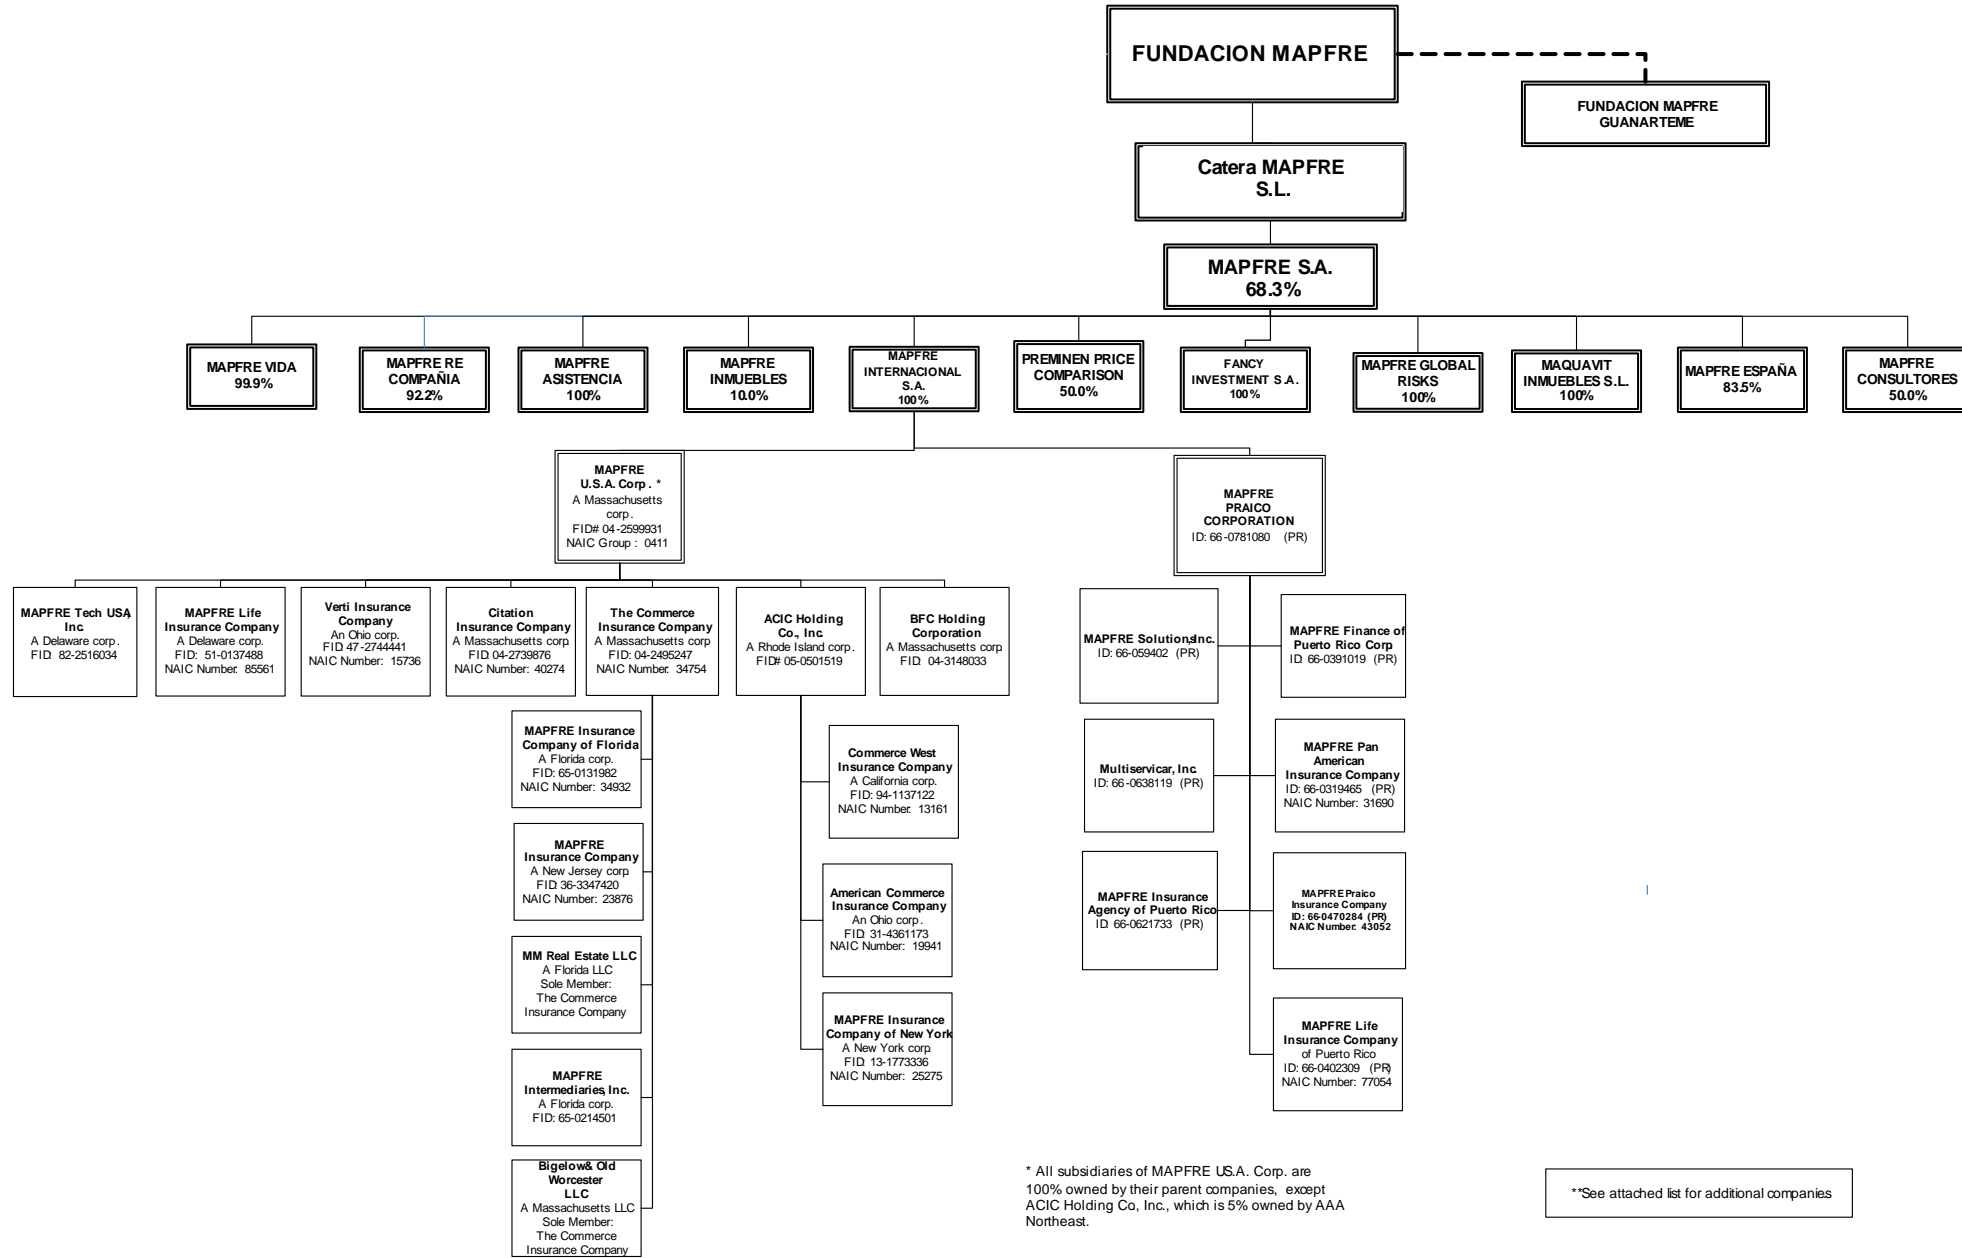 FUNDACION MAPFRE
FUNDACION MAPFRE
GUANARTEME
Catera MAPFRE
S.L.
MAPFRE S.A.
68.3%
MAPFRE VIDA
99.9%
MAPFRE RE
COMPAÑIA
92.2%
MAPFRE
ASISTENCIA
100%
MAPFRE
INMUEBLES
10.0%
MAPFRE
INTERNACIONAL
S.A.
100%
PREMINEN PRICE
COMPARISON
50.0%
FANCY
INVESTMENT S.A.
100%
MAPFRE GLOBAL
RISKS
100%
MAQUAVIT
INMUEBLES S.L.
100%
MAPFRE ESPAÑA
83.5%
MAPFRE
CONSULTORES
50.0%
MAPFRE
U.S.A. Corp. *
A Massachusetts
corp.
FID# 04-2599931
NAIC Group : 0411
MAPFRE
PRAICO
CORPORATION
ID: 66-0781080 (PR)
MAPFRE Tech USA,
Inc.
A Delaware corp.
FID: 82-2516034
MAPFRE Life
Insurance Company
A Delaware corp.
FID: 51-0137488
NAIC Number: 85561
Verti Insurance
Company
An Ohio corp.
FID: 47-2744441
NAIC Number: 15736
Citation
Insurance Company
A Massachusetts corp.
FID: 04-2739876
NAIC Number: 40274
The Commerce
Insurance Company
A Massachusetts corp
FID: 04-2495247
NAIC Number: 34754
ACIC Holding
Co., Inc.
A Rhode Island corp.
FID# 05-0501519
BFC Holding
Corporation
A Massachusetts corp.
FID: 04-3148033
MAPFRE Solutions, Inc.
ID: 66-059402 (PR)
MAPFRE Finance of
Puerto Rico Corp
ID: 66-0391019 (PR)
MAPFRE Insurance
Company of Florida
A Florida corp.
FID: 65-0131982
NAIC Number: 34932
Commerce West
Insurance Company
A California corp.
FID: 94-1137122
NAIC Number: 13161
Multiservicar, Inc.
ID: 66-0638119 (PR)
MAPFRE Pan
American
Insurance Company
ID: 66-0319465 (PR)
NAIC Number: 31690
MAPFRE
Insurance Company
A New Jersey corp.
FID: 36-3347420
NAIC Number: 23876
American Commerce
Insurance Company
An Ohio corp.
FID: 31-4361173
NAIC Number: 19941
MAPFRE Insurance
Agency of Puerto Rico
ID: 66-0621733 (PR)
MAPFRE Praico
Insurance Company
ID: 66-0470284 (PR)
NAIC Number: 43052
MM Real Estate LLC
A Florida LLC
Sole Member:
The Commerce
Insurance Company
MAPFRE Insurance
Company of New York
A New York corp.
FID: 13-1773336
NAIC Number: 25275
MAPFRE Life
Insurance Company
of Puerto Rico
ID: 66-0402309 (PR)
NAIC Number: 77054
MAPFRE
Intermediaries, Inc.
A Florida corp.
FID: 65-0214501
Bigelow & Old
Worcester
LLC
A Massachusetts LLC
Sole Member:
The Commerce
Insurance Company
* All subsidiaries of MAPFRE U.S.A. Corp. are
100% owned by their parent companies, except
ACIC Holding Co, Inc., which is 5% owned by AAA
Northeast.
**See attached list for additional companies